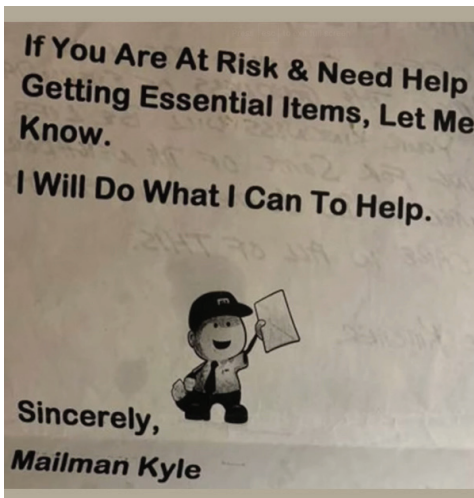 If You Are At Risk & Need Help
Getting Essential Items, Let Me
Know.
I Will Do What I Can To Help.
Sincerely,
Mailman Kyle